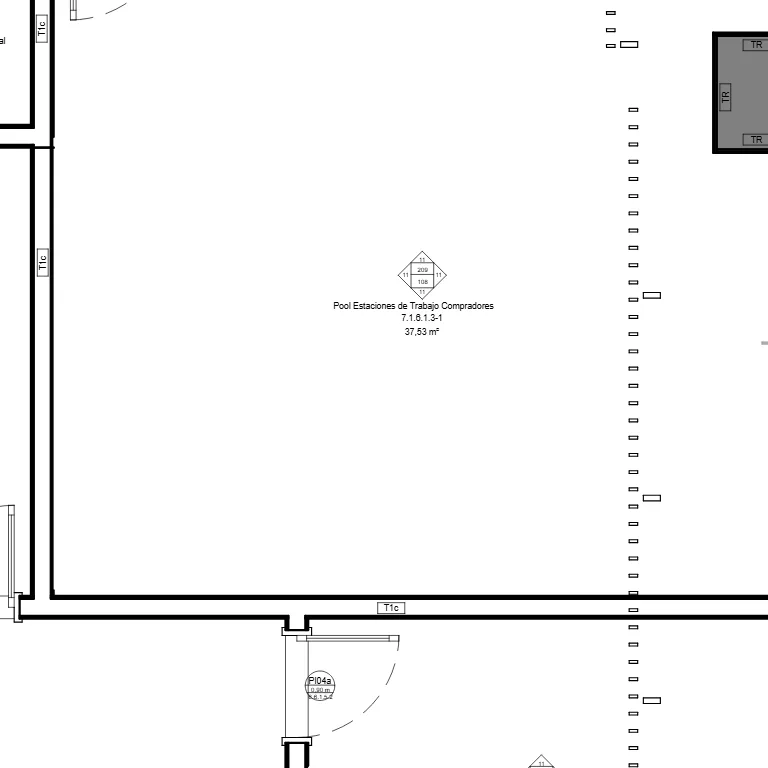 T1c
al
TR
TR
TR
T1c
11
11
209
11
108
11
Pool Estaciones de Trabajo Compradores
7.1.6.1.3-1
37,53 m²
T1c
PI04a
0,90 m
11